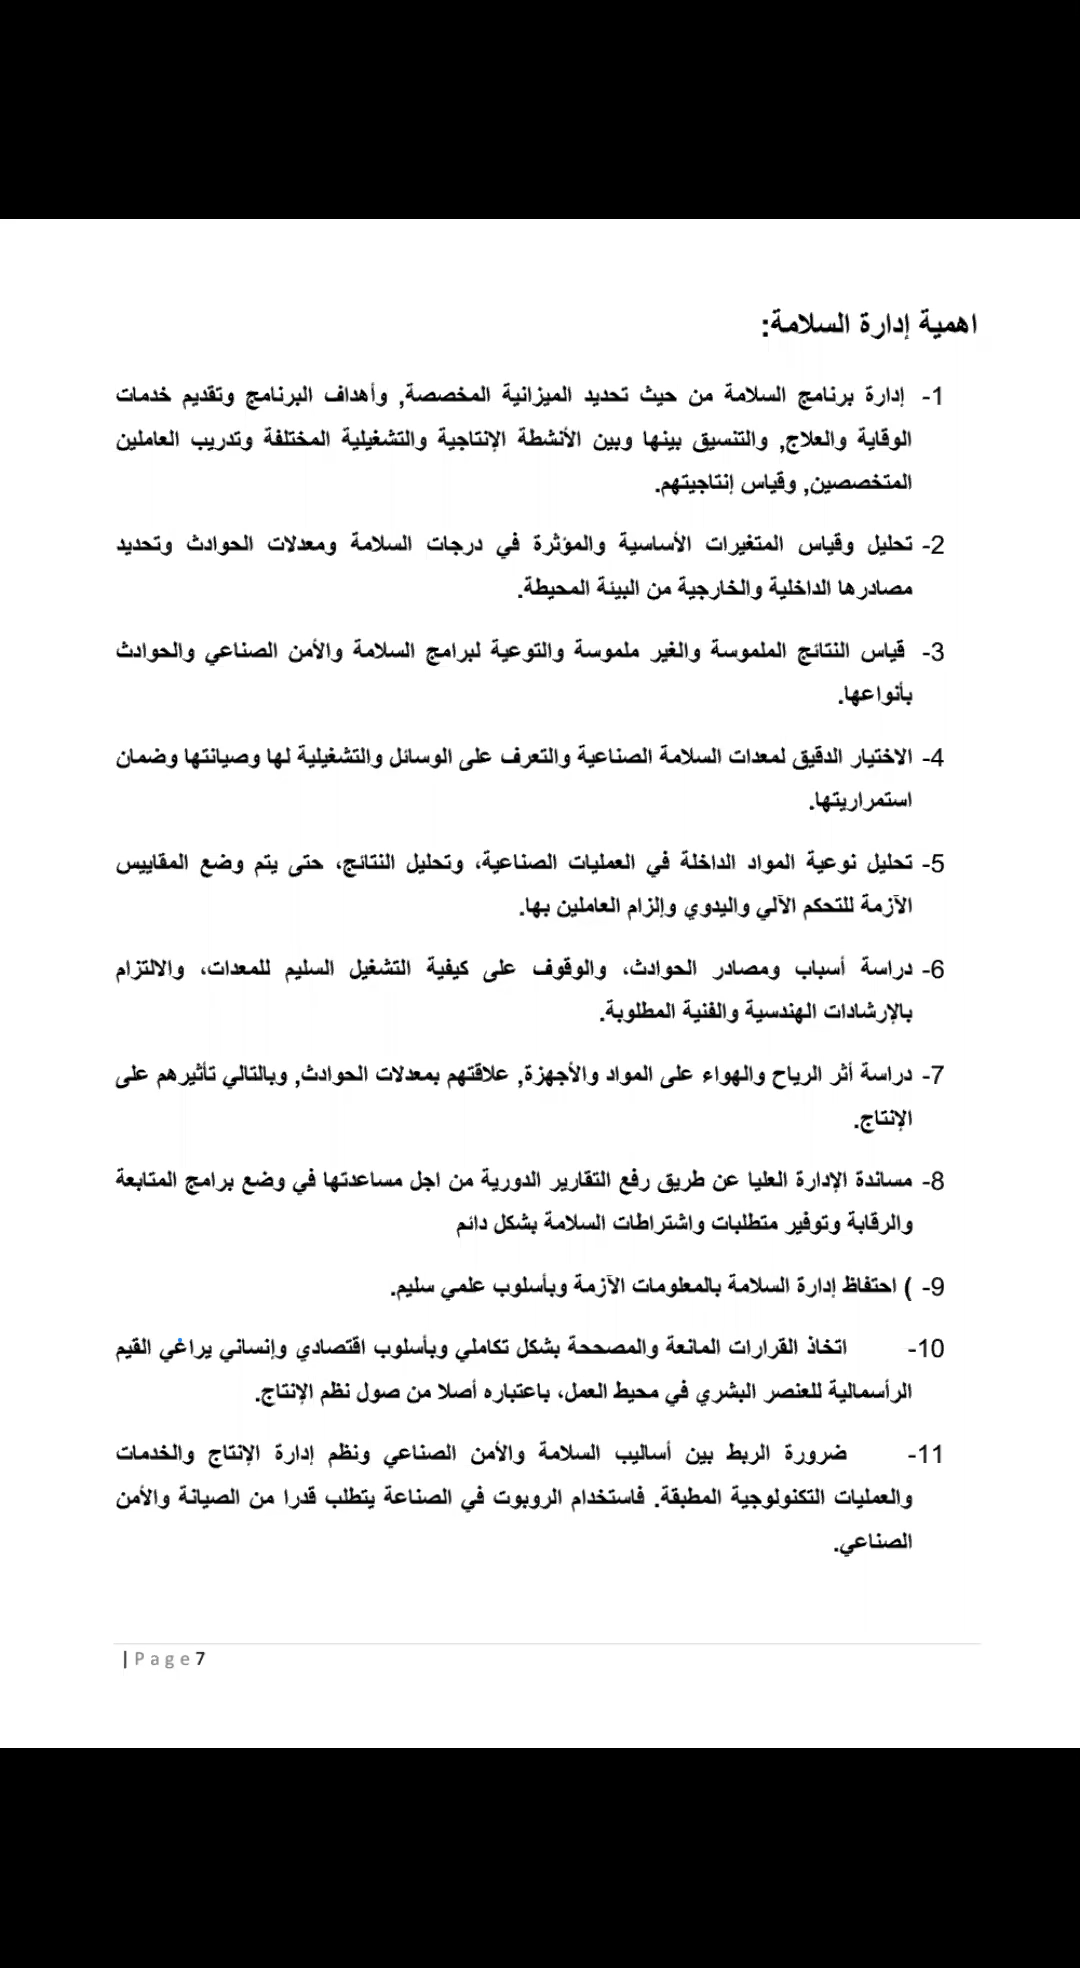 اهمية إدارة السلامة:
1- إدارة برنامج السلامة من حيث تحديد الميزانية المخصصة, وأهداف البرنامج وتقديم خدمات
الوقاية والعلاج, والتنسيق بينها وبين الأنشطة الإنتاجية والتشغيلية المختلفة وتدريب العاملين
المتخصصين, وقياس إنتاجيتهم.
2- تحليل وقياس المتغيرات الأساسية والمؤثرة في درجات السلامة ومعدلات الحوادث وتحديد
مصادرها الداخلية والخارجية من البيئة المحيطة.
3- قياس النتائج الملموسة والغير ملموسة والتوعية لبرامج السلامة والأمن الصناعي والحوادث
بأنواعها.
4- الاختيار الدقيق لمعدات السلامة الصناعية والتعرف على الوسائل والتشغيلية لها وصيانتها وضمان
استمراريتها.
5- تحليل نوعية المواد الداخلة في العمليات الصناعية، وتحليل النتائج، حتى يتم وضع المقاييس
الآزمة للتحكم الآلي واليدوي وإلزام العاملين بها.
6- دراسة أسباب ومصادر الحوادث، والوقوف على كيفية التشغيل السليم للمعدات، والالتزام
بالإرشادات الهندسية والفنية المطلوبة.
7- دراسة أثر الرياح والهواء على المواد والأجهزة, علاقتهم بمعدلات الحوادث, وبالتالي تأثيرهم على
الإنتاج.
8- مساندة الإدارة العليا عن طريق رفع التقارير الدورية من اجل مساعدتها في وضع برامج المتابعة
والرقابة وتوفير متطلبات واشتراطات السلامة بشكل دائم
9- ) احتفاظ إدارة السلامة بالمعلومات الآزمة وبأسلوب علمي سليم.
10- اتخاذ القرارات المانعة والمصححة بشكل تكاملي وبأسلوب اقتصادي وإنساني يراغي القيم
الرأسمالية للعنصر البشري في محيط العمل، باعتباره أصلا من صول نظم الإنتاج.
11- ضرورة الربط بين أساليب السلامة والأمن الصناعي ونظم إدارة الإنتاج والخدمات
والعمليات التكنولوجية المطبقة. فاستخدام الروبوت في الصناعة يتطلب قدرا من الصيانة والأمن
الصناعي.
| Page 7